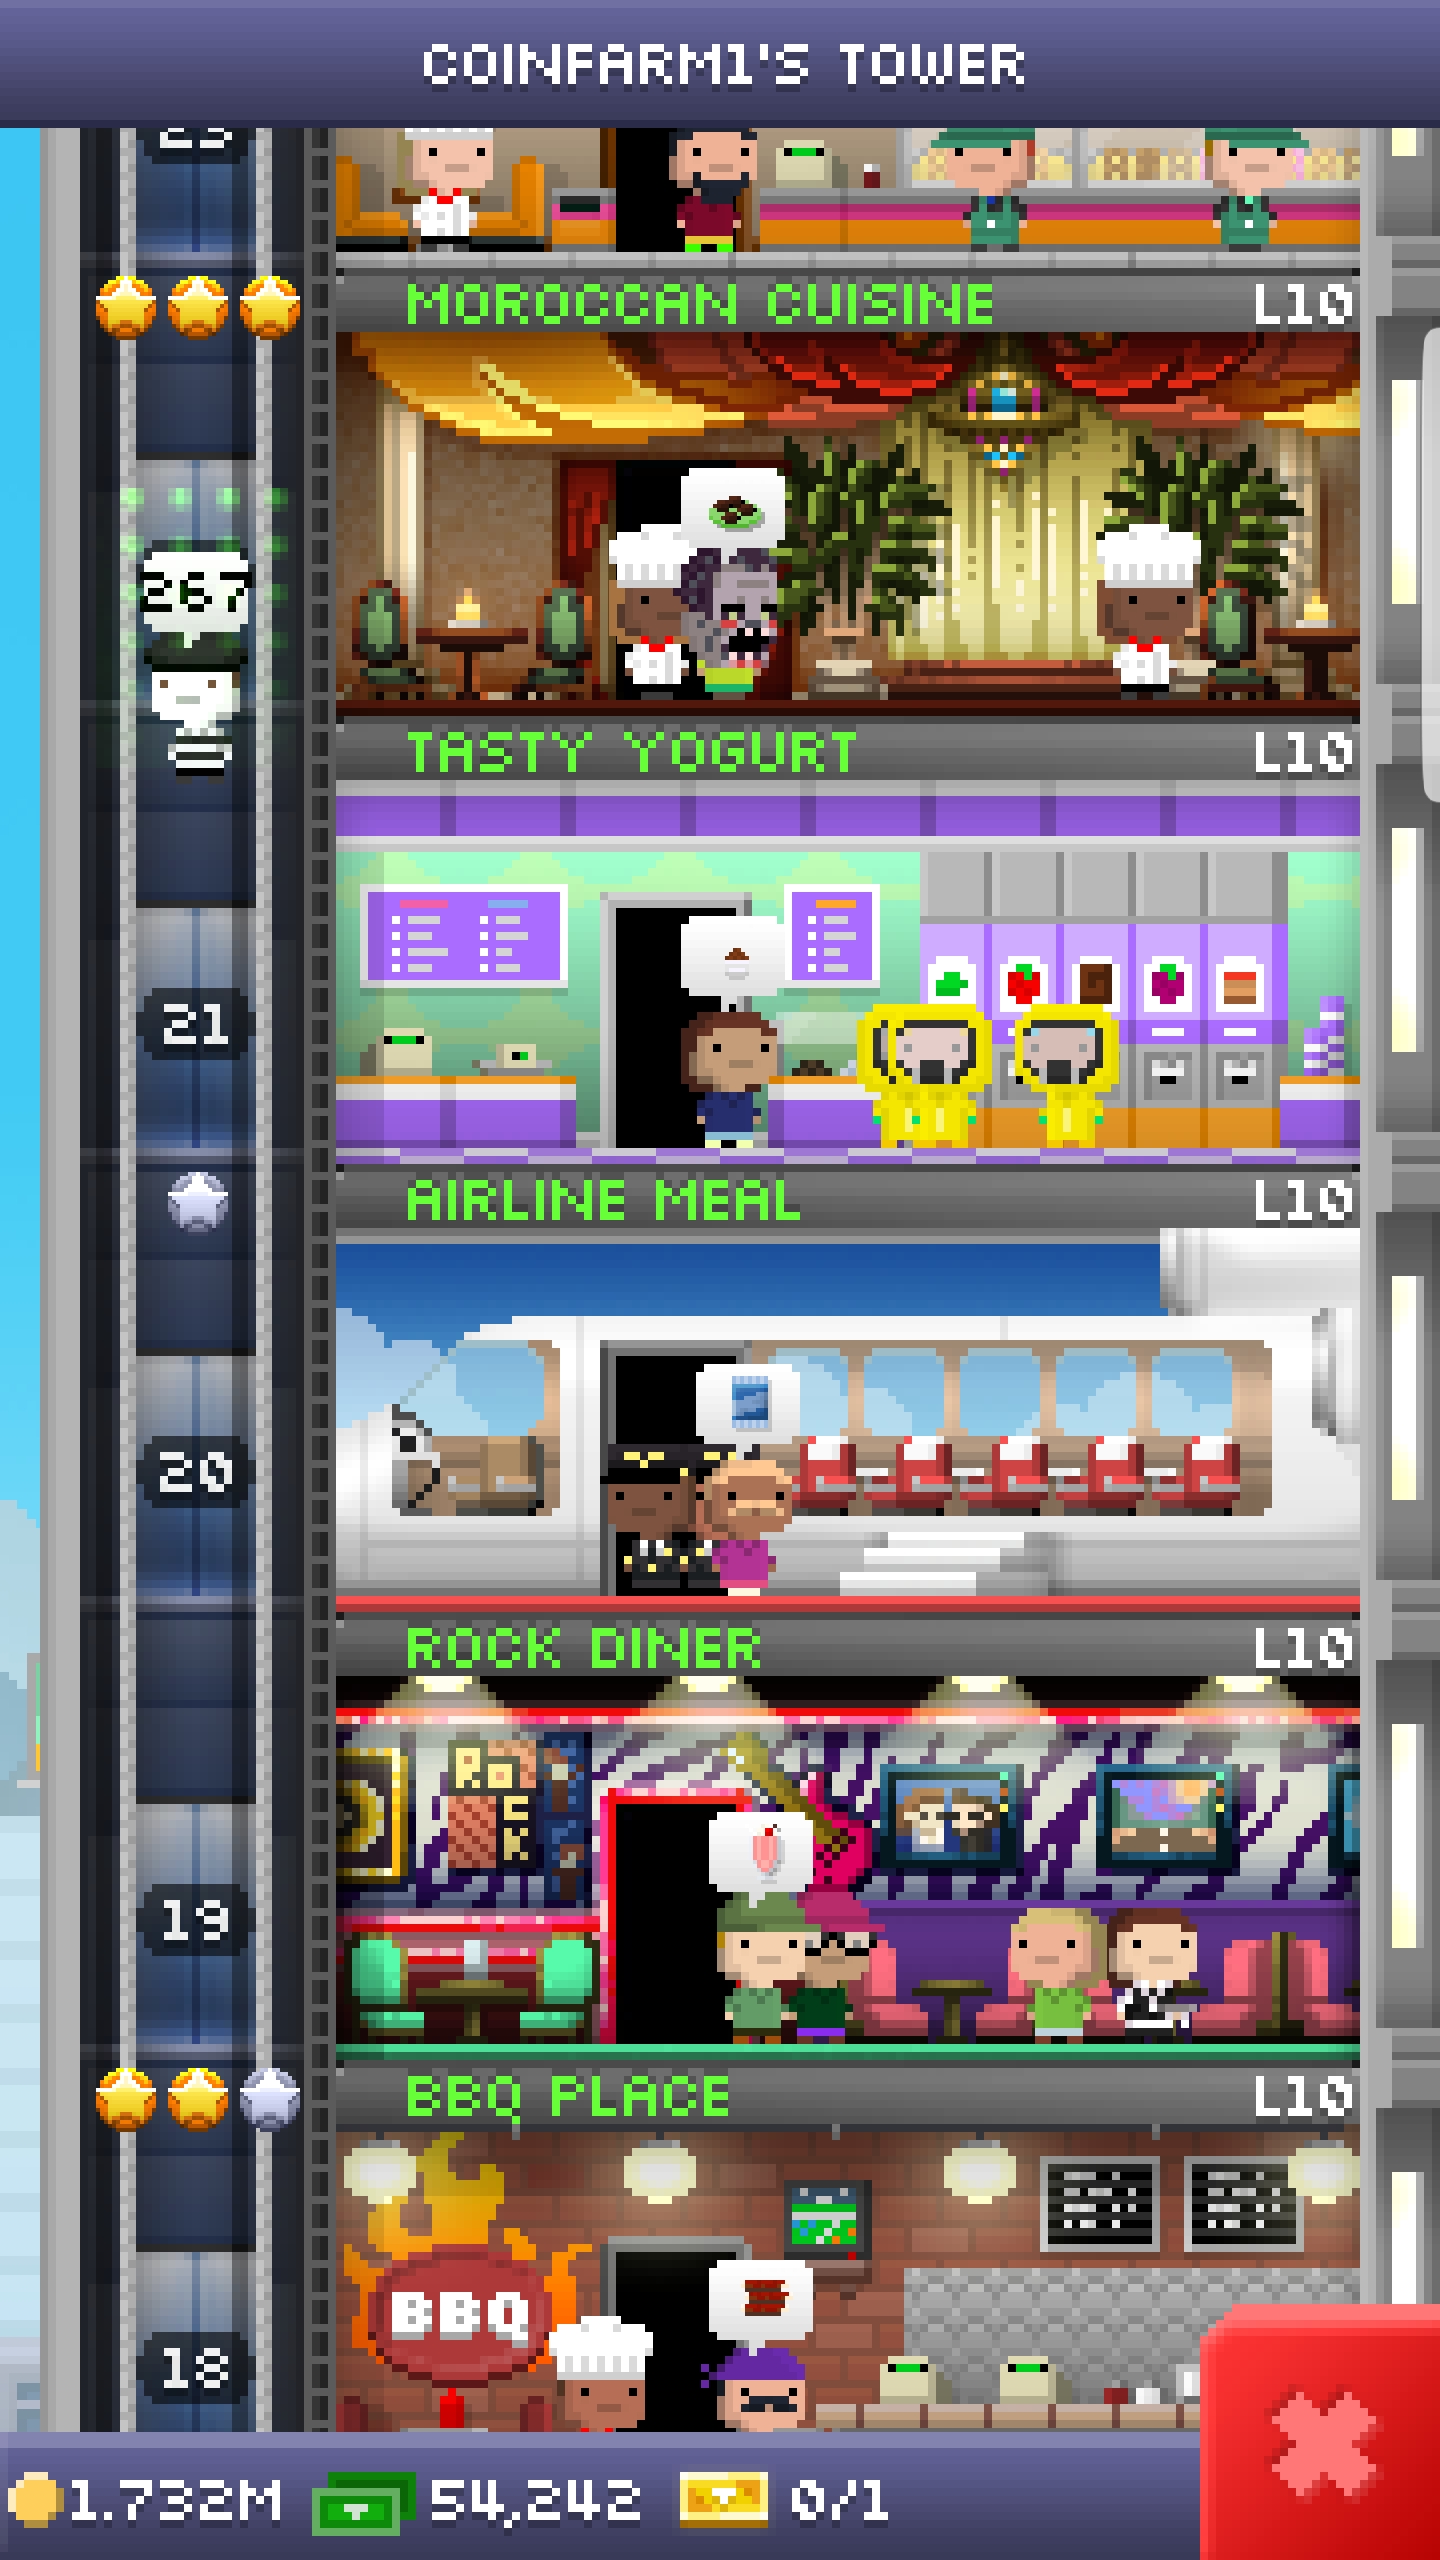 COINFARM1'S TOWER
23
MOROCCAN CUISINE L10
267
TASTY YOGURT L10
21
AIRLINE MEAL L10
20
ROCK DINER L10
ROCK
19
BBQ PLACE L10
BBQ
18
1.732M 54,242 0/1